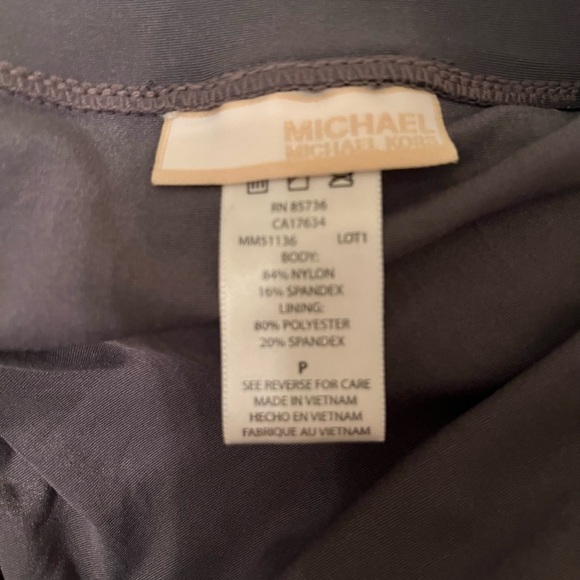 MICHAEL
MICHAEL KORS
RN 85736
CA17634
MM51136 LOT1
BODY:
84% NYLON
16% SPANDEX
LINING:
80% POLYESTER
20% SPANDEX
P
SEE REVERSE FOR CARE
MADE IN VIETNAM
HECHO EN VIETNAM
FABRIQUE AU VIETNAM